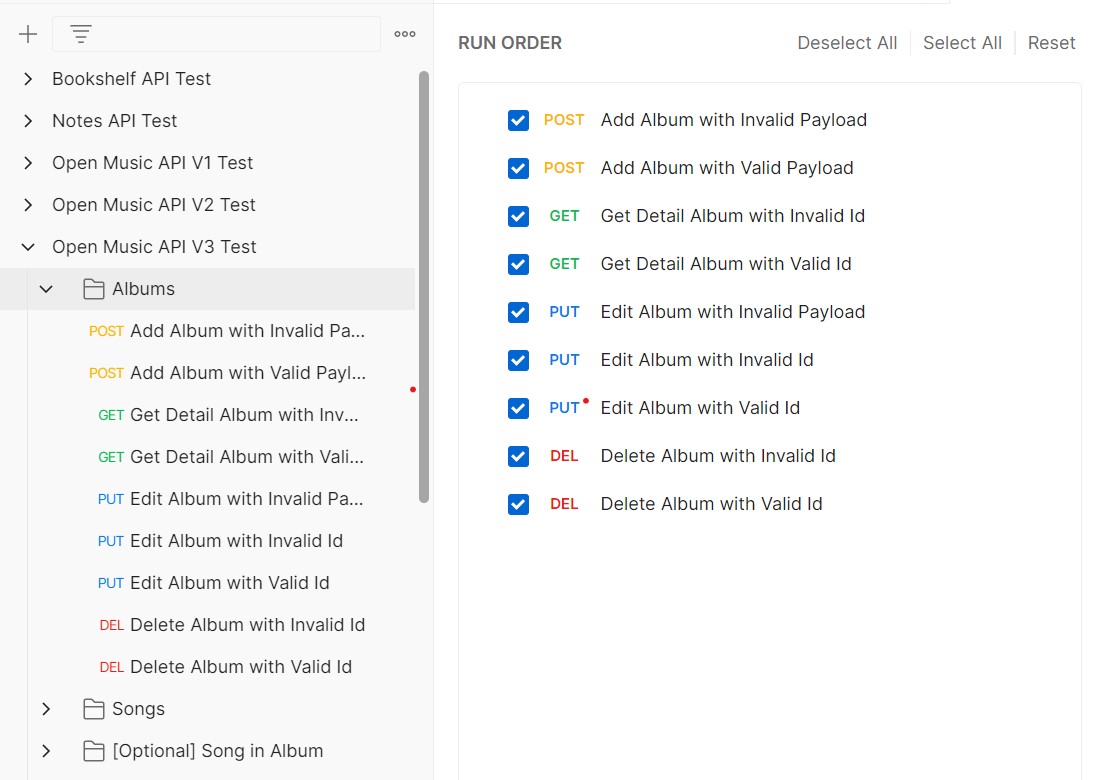 Bookshelf API Test
Notes API Test
Open Music API V1 Test
Open Music API V2 Test
Open Music API V3 Test
Albums
POST Add Album with Invalid Pa...
POST Add Album with Valid Payl...
GET Get Detail Album with Inv...
GET Get Detail Album with Vali...
PUT Edit Album with Invalid Pa...
PUT Edit Album with Invalid Id
PUT Edit Album with Valid Id
DEL Delete Album with Invalid Id
DEL Delete Album with Valid Id
Songs
[Optional] Song in Album
RUN ORDER Deselect All Select All Reset
POST Add Album with Invalid Payload
POST Add Album with Valid Payload
GET Get Detail Album with Invalid Id
GET Get Detail Album with Valid Id
PUT Edit Album with Invalid Payload
PUT Edit Album with Invalid Id
PUT Edit Album with Valid Id
DEL Delete Album with Invalid Id
DEL Delete Album with Valid Id